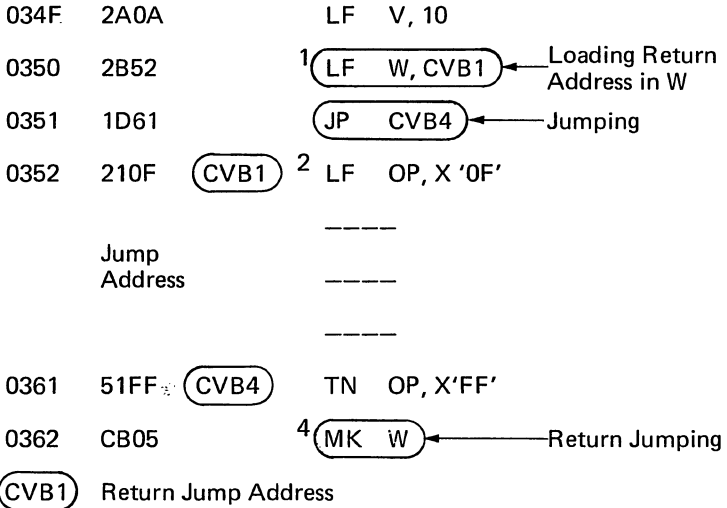 034F 2A0A LF V, 10
0350 2B52 1 LF W, CVB1 Loading Return Address in W
0351 1D61 JP CVB4 Jumping
0352 210F CVB1 2 LF OP, X '0F'
----
Jump
Address ----
----
0361 51FF CVB4 TN OP, X'FF'
0362 CB05 4 MK W Return Jumping
CVB1 Return Jump Address